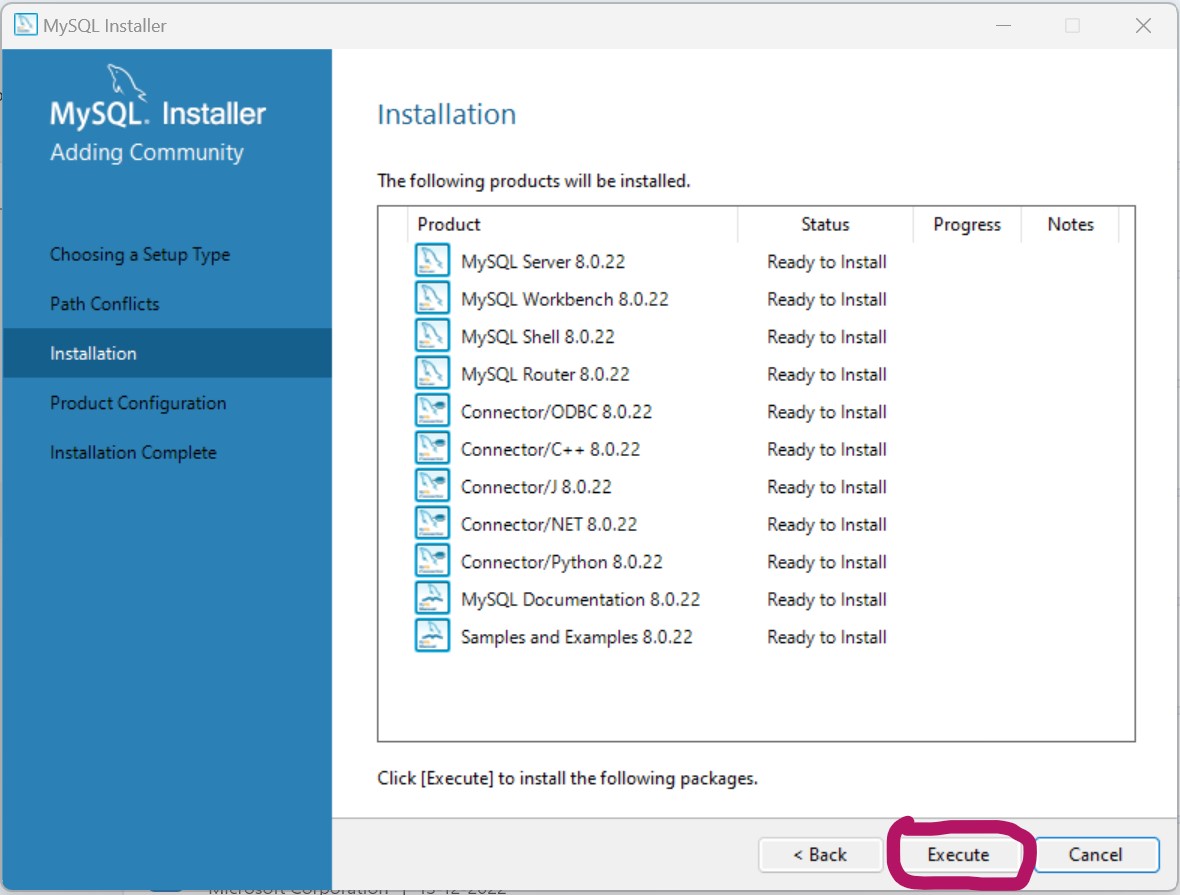 MySQL Installer
MySQL. Installer
Adding Community
Choosing a Setup Type
Path Conflicts
Installation
Product Configuration
Installation Complete
Installation
The following products will be installed.
Product Status Progress Notes
MySQL Server 8.0.22 Ready to Install
MySQL Workbench 8.0.22 Ready to Install
MySQL Shell 8.0.22 Ready to Install
MySQL Router 8.0.22 Ready to Install
Connector/ODBC 8.0.22 Ready to Install
Connector/C++ 8.0.22 Ready to Install
Connector/J 8.0.22 Ready to Install
Connector/NET 8.0.22 Ready to Install
Connector/Python 8.0.22 Ready to Install
MySQL Documentation 8.0.22 Ready to Install
Samples and Examples 8.0.22 Ready to Install
Click [Execute] to install the following packages.
< Back Execute Cancel
Microsoft Corporation | 13-12-2022